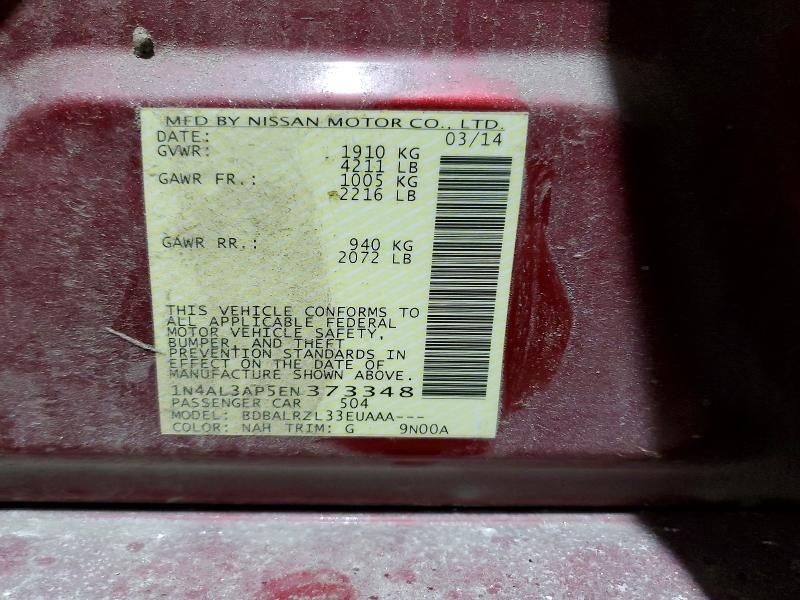 MFD BY NISSAN MOTOR CO., LTD.
DATE: 03/14
GVWR: 1910 KG
4211 LB
GAWR FR.: 1005 KG
2216 LB
GAWR RR.: 940 KG
2072 LB
THIS VEHICLE CONFORMS TO
ALL APPLICABLE FEDERAL
MOTOR VEHICLE SAFETY,
BUMPER, AND THEFT
PREVENTION STANDARDS IN
EFFECT ON THE DATE OF
MANUFACTURE SHOWN ABOVE.
1N4AL3AP5EN373348
PASSENGER CAR 504
MODEL: BDBALRZL33EUAAA---
COLOR: NAH TRIM: G 9N00A